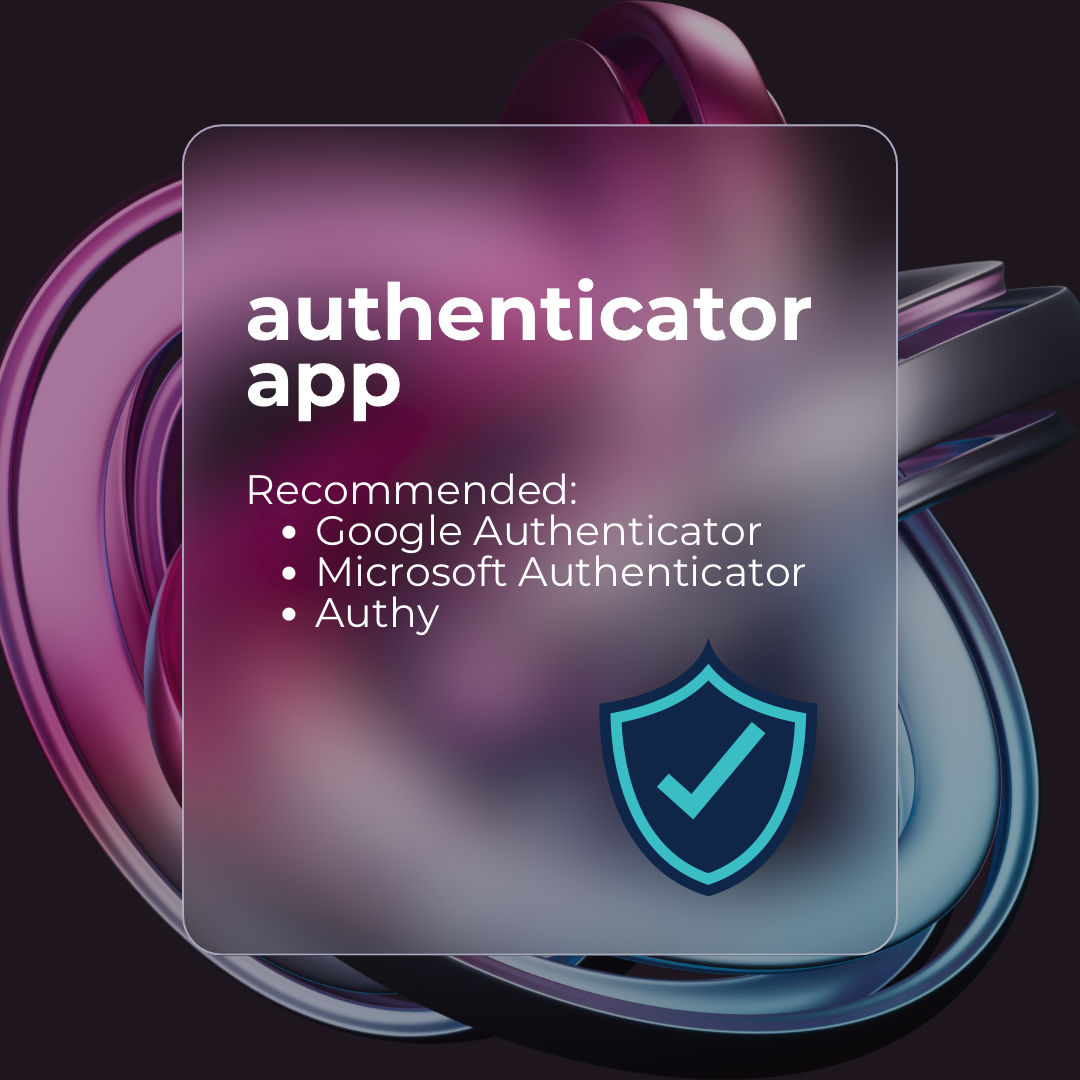 authenticator
app
Recommended:
• Google Authenticator
• Microsoft Authenticator
• Authy